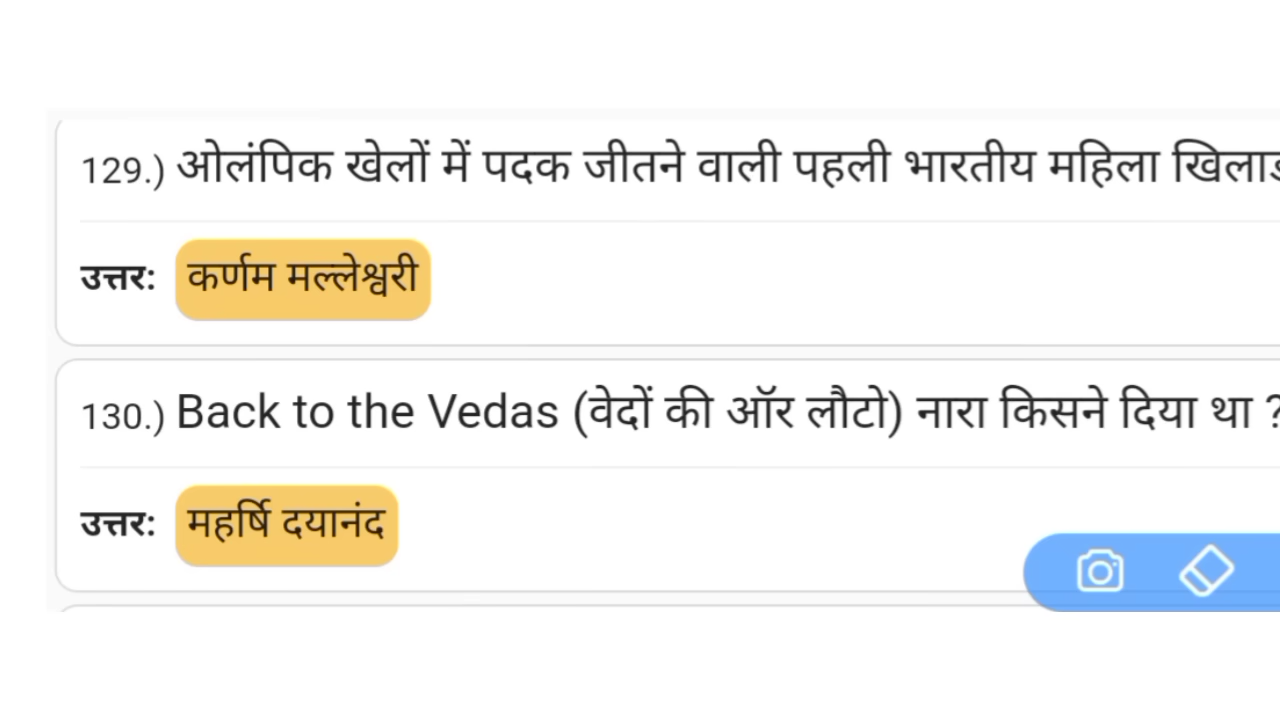 129.) ओलंपिक खेलों में पदक जीतने वाली पहली भारतीय महिला
उत्तर: कर्णम मल्लेश्वरी
130.) Back to the Vedas (वेदों की ऑर लौटो) नारा किसने दिया था ?
उत्तर: महर्षि दयानंद